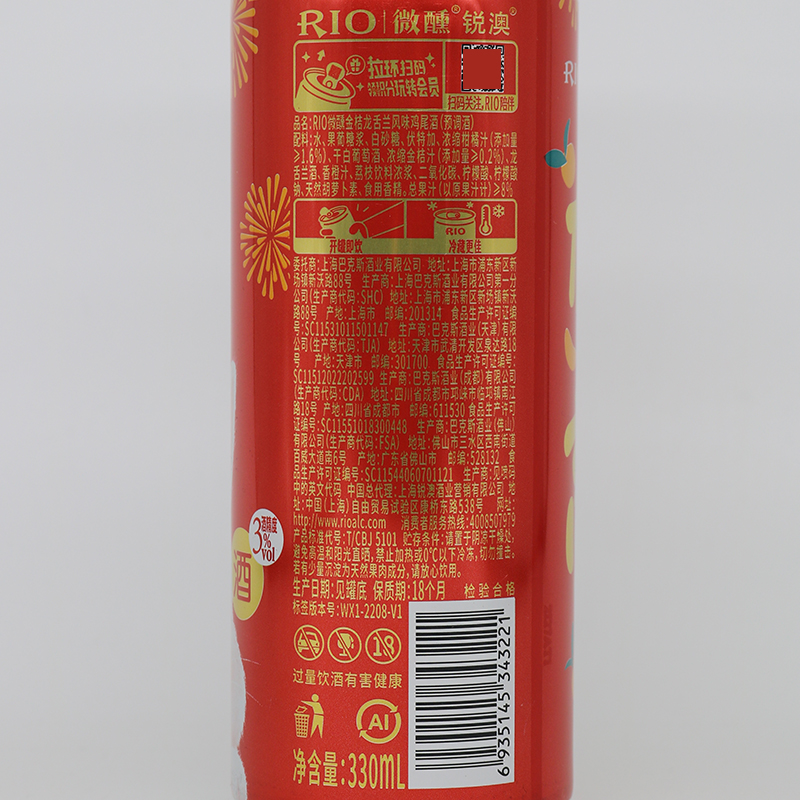 RIO 微醺® 锐澳®
拉环扫码
领积分玩转会员
扫码关注,RIO陪伴
品名:RIO微醺金桔龙舌兰风味鸡尾酒(预调酒)
配料:水、果葡糖浆、白砂糖、伏特加、浓缩柑橘汁(添加量
≥1.6%)、干白葡萄酒、浓缩金桔汁(添加量≥0.2%)、龙
舌兰酒、香橙汁、荔枝饮料浓浆、二氧化碳、柠檬酸、柠檬酸
钠、天然胡萝卜素、食用香精。总果汁(以原果汁计)≥8%
RIO
开罐即饮
冷藏更佳
委托商:上海巴克斯酒业有限公司 地址:上海市浦东新区新
场镇新沃路88号 生产商:上海巴克斯酒业有限公司第一分
公司(生产商代码:SHC) 地址:上海市浦东新区新场镇新沃
路88号 产地:上海市 邮编:201314 食品生产许可证编
号:SC11531011501147 生产商:巴克斯酒业(天津)有限
公司(生产商代码:TJA) 地址:天津市武清开发区泉达路18
号 产地:天津市 邮编:301700 食品生产许可证编号:
SC11512022202599 生产商:巴克斯酒业(成都)有限公司
(生产商代码:CDA) 地址:四川省成都市邛崃市临邛镇南江
路18号 产地:四川省成都市 邮编:611530 食品生产许可
证编号:SC11551018300448 生产商:巴克斯酒业(佛山)
有限公司(生产商代码:FSA) 地址:佛山市三水区西南街道
百威大道南6号 产地:广东省佛山市 邮编:528132 食
品生产许可证编号:SC11544060701121 生产商:见喷码
中的英文代码 中国总代理:上海锐澳酒业营销有限公司 地
址:中国(上海)自由贸易试验区康桥东路538号 网址:
http://www.rioalc.com 消费者服务热线:4008507979
产品标准代号:T/CBJ 5101 贮存条件:请置于阴凉干燥处;
避免高温和阳光直晒,禁止加热或0℃以下冷冻,切勿撞击。
若有少量沉淀为天然果肉成分,请放心饮用。
生产日期:见罐底 保质期:18个月 检验合格
标签版本号:WX1-2208-V1
18
过量饮酒有害健康
Al
净含量:330mL
6 935145 343221
酒精度
3%
vol
酒